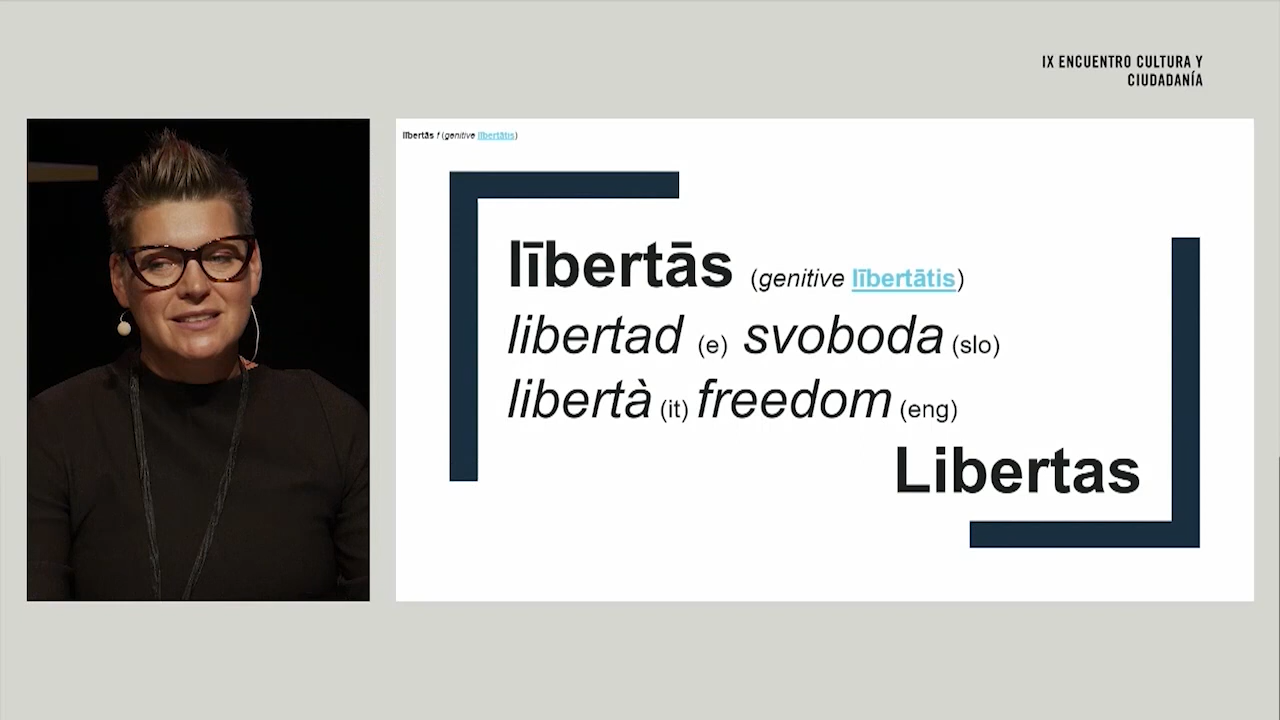 IX ENCUENTRO CULTURA Y
CIUDADANÍA
lībertās f (genitive lībertātis)
lībertās (genitive lībertātis)
libertad (e) svoboda (slo)
libertà (it) freedom (eng)
Libertas